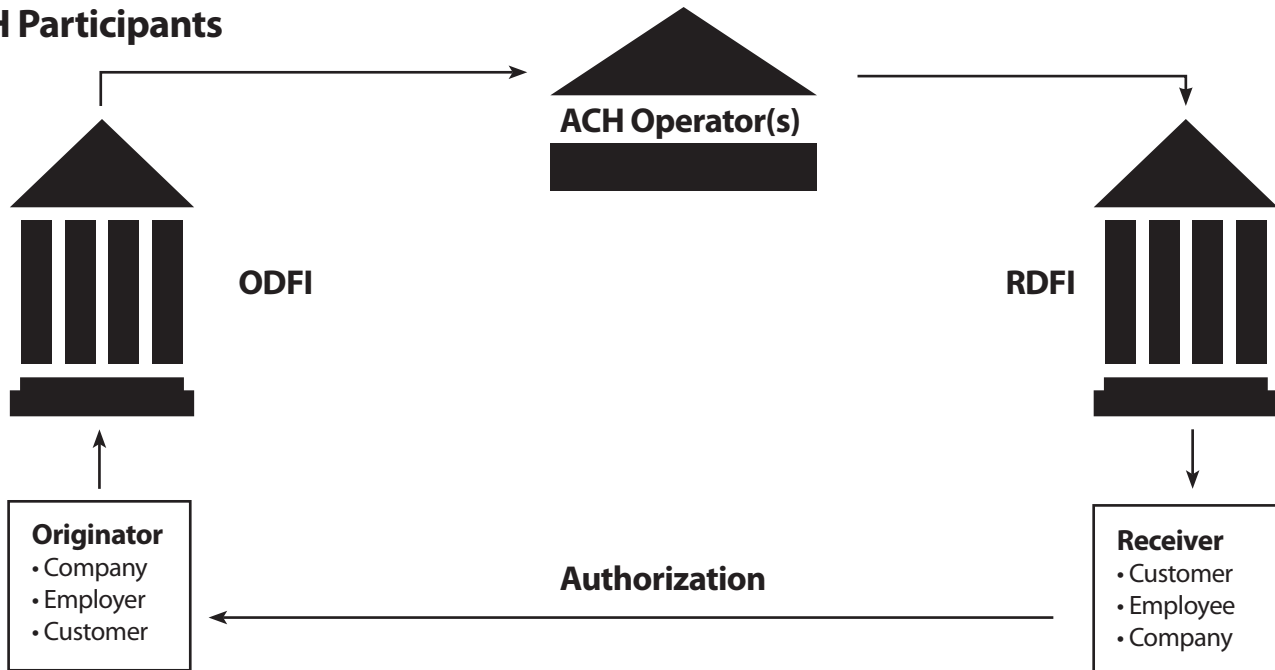 H Participants
ACH Operator(s)
ODFI
RDFI
Originator
• Company
• Employer
• Customer
Authorization
Receiver
• Customer
• Employee
• Company